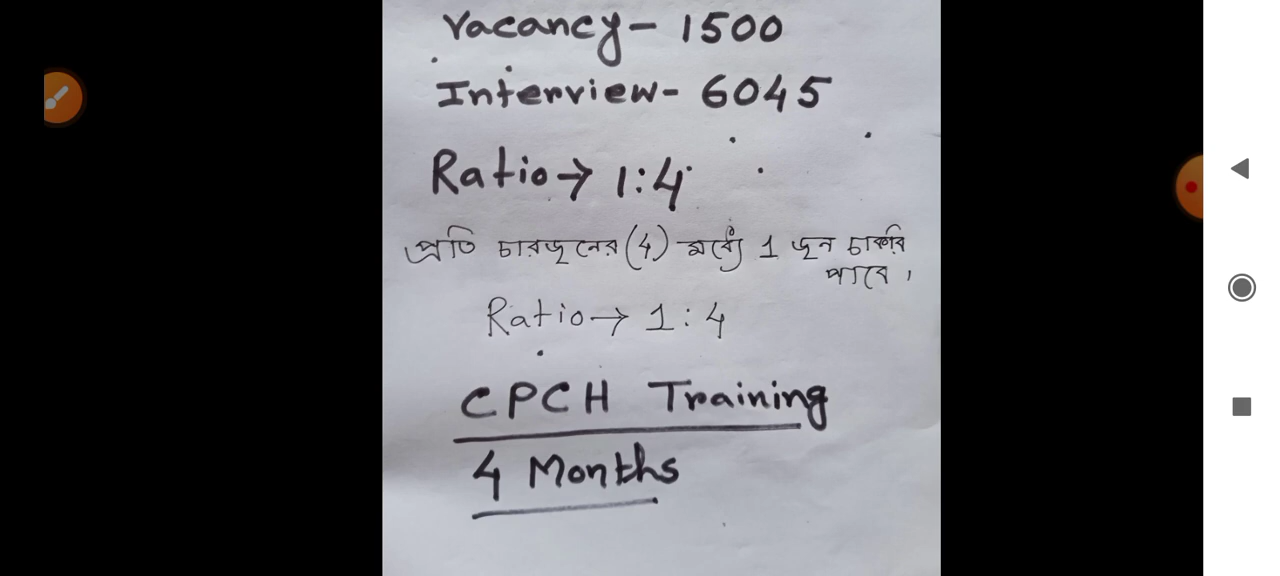 Vacancy- 1500
Interview- 6045
Ratio→ 1:4
প্রতি চারজনের (4) মধ্যে 1 জন চাকরি
পাবে।
Ratio→ 1:4
CPCH Training
4 Months